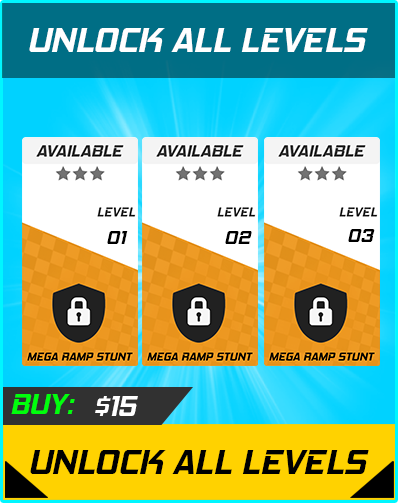 UNLOCK ALL LEVELS
AVAILABLE AVAILABLE AVAILABLE
LEVEL LEVEL LEVEL
01 02 03
MEGA RAMP STUNT MEGA RAMP STUNT MEGA RAMP STUNT
BUY: $15
UNLOCK ALL LEVELS